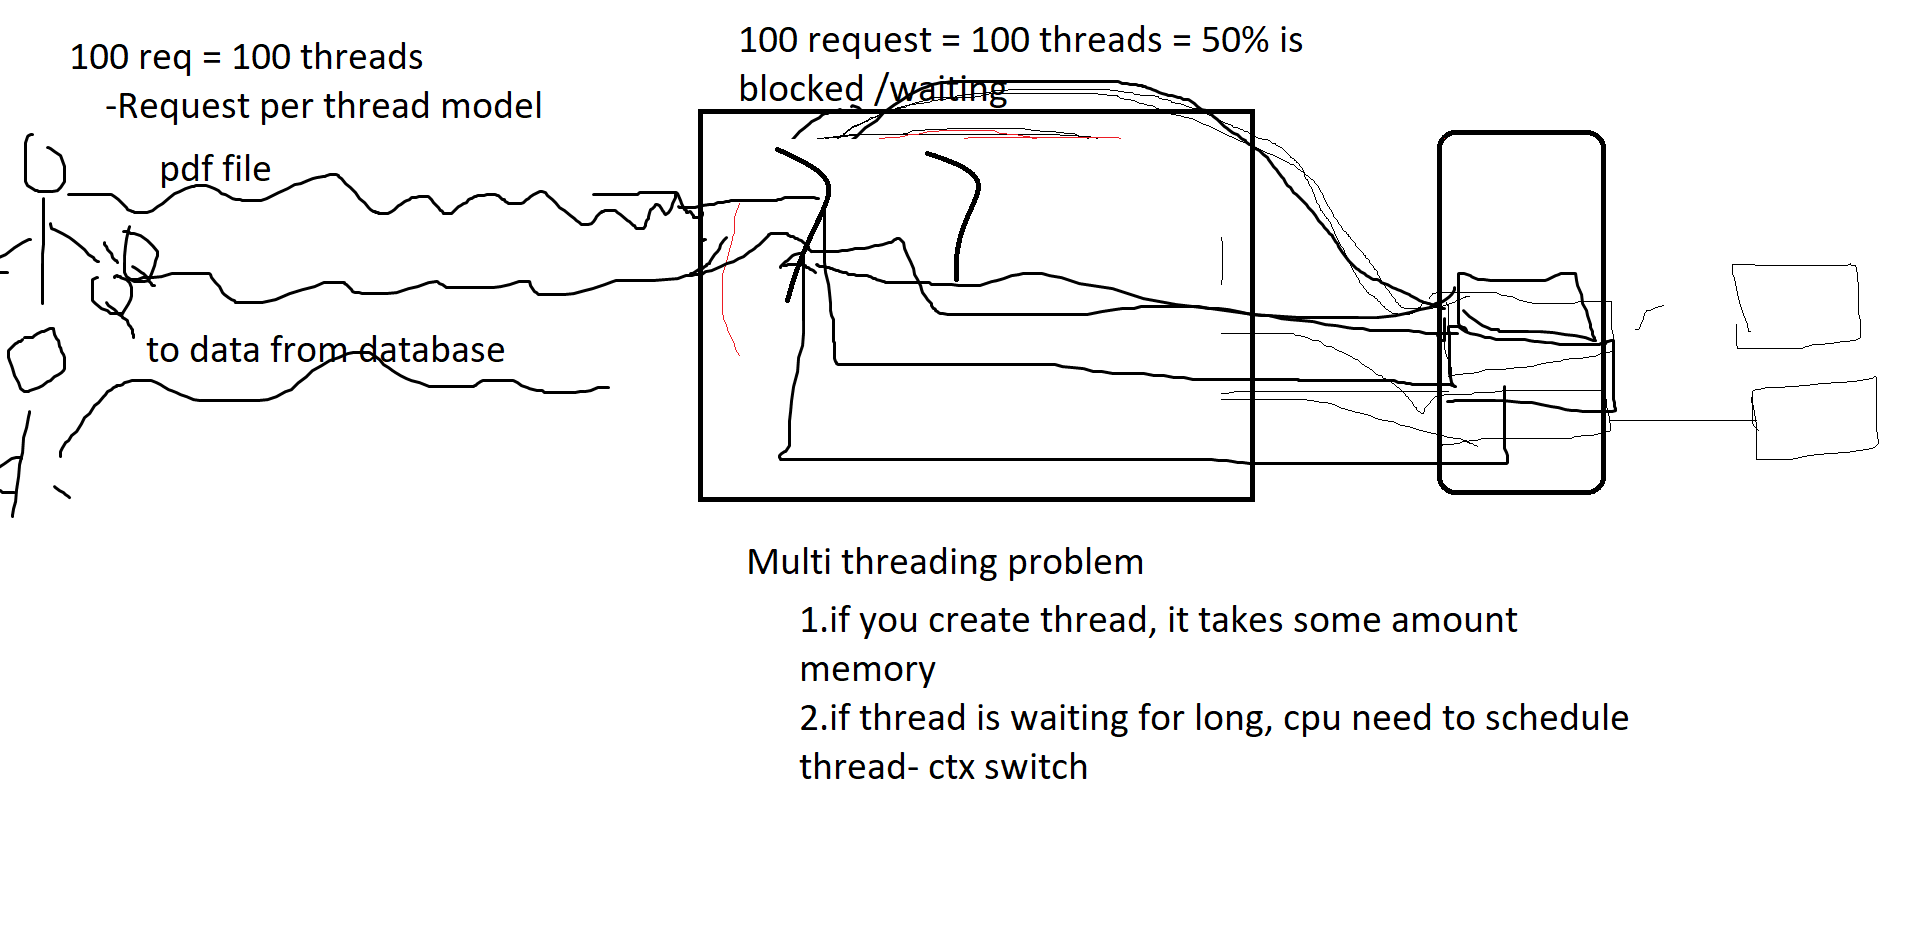 100 req = 100 threads
-Request per thread model
pdf file
to data from database
100 request = 100 threads = 50% is
blocked /waiting
Multi threading problem
1.if you create thread, it takes some amount
memory
2.if thread is waiting for long, cpu need to schedule
thread- ctx switch